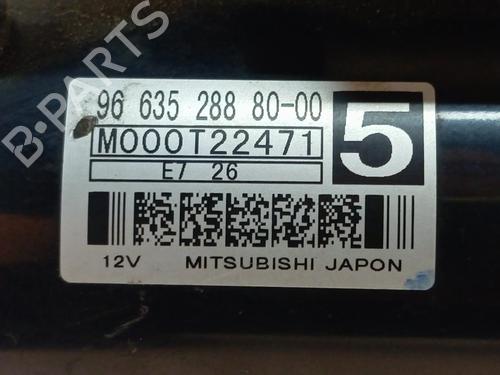 B-PARTS
96 635 288 80-00
5
M000T22471
E7 26
12V MITSUBISHI JAPON